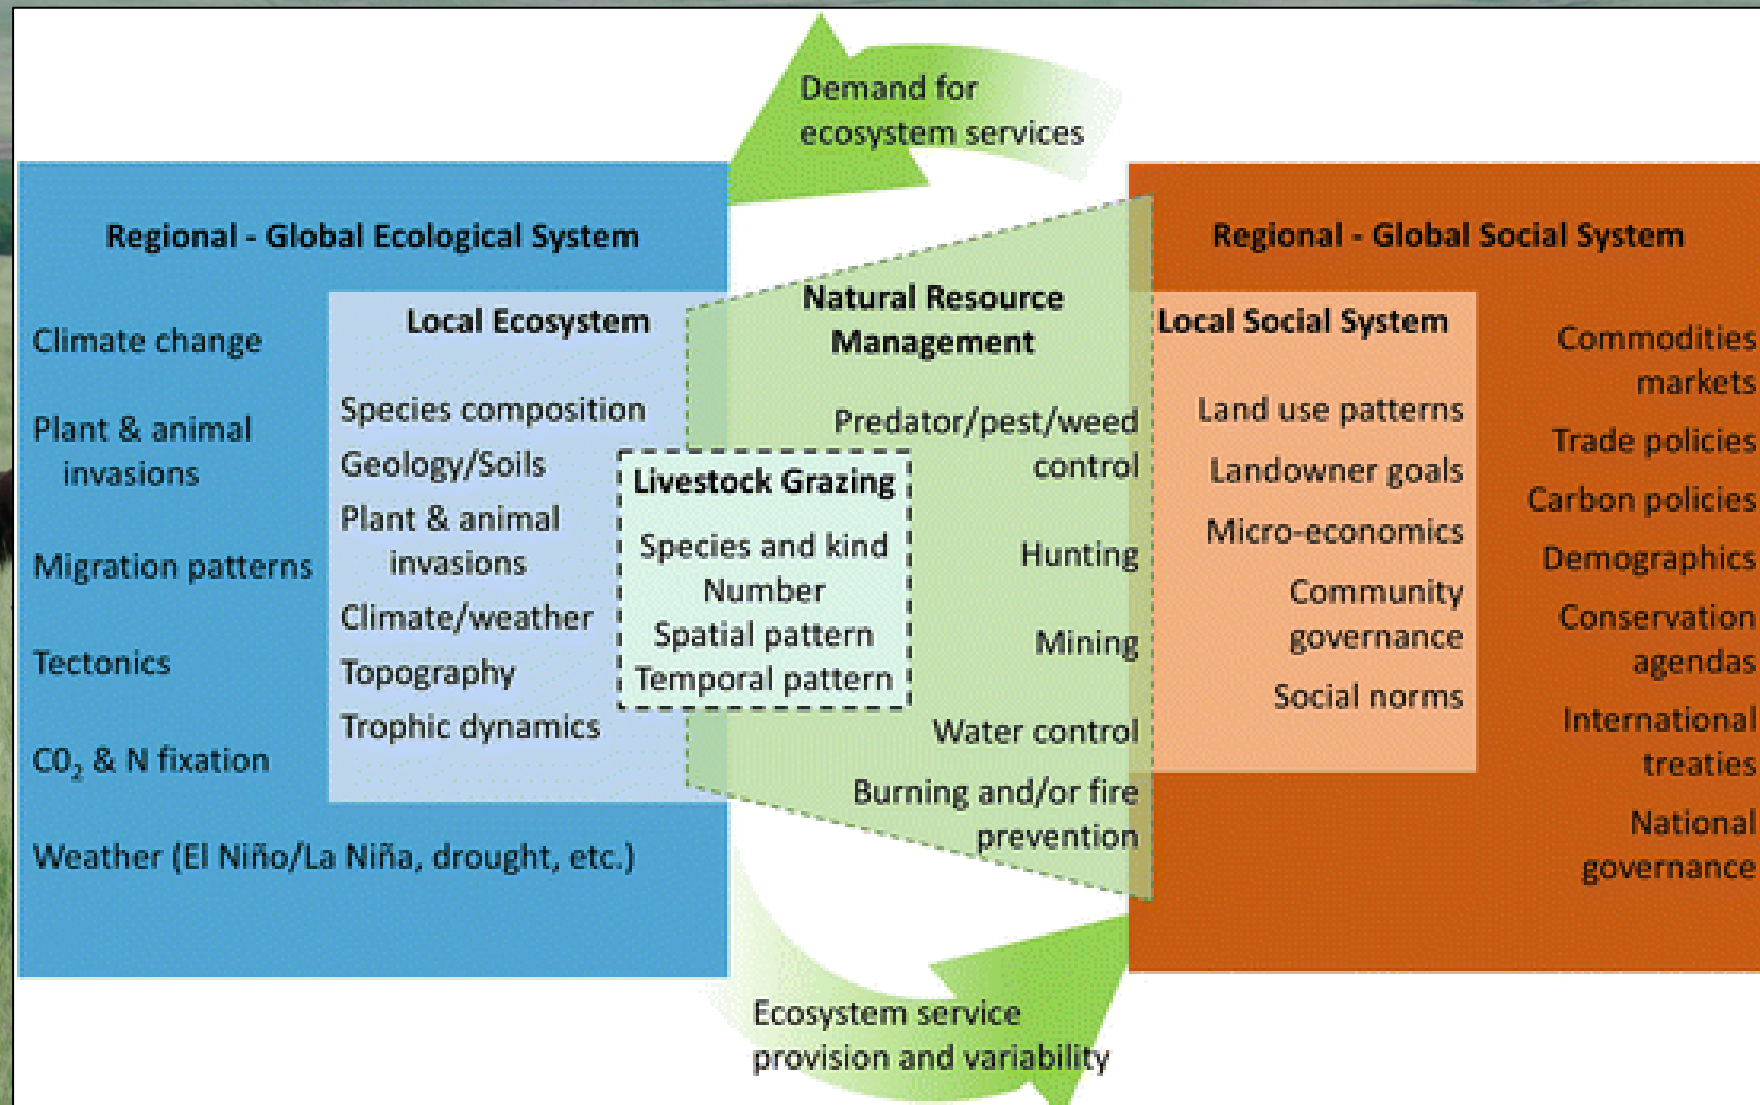 Demand for
ecosystem services
Regional - Global Ecological System
Climate change
Plant & animal
invasions
Migration patterns
Tectonics
C0₂ & N fixation
Weather (El Niño/La Niña, drought, etc.)
Local Ecosystem
Species composition
Geology/Soils
Plant & animal
invasions
Climate/weather
Topography
Trophic dynamics
Livestock Grazing
Species and kind
Number
Spatial pattern
Temporal pattern
Natural Resource
Management
Predator/pest/weed
control
Hunting
Mining
Water control
Burning and/or fire
prevention
Regional - Global Social System
Local Social System
Land use patterns
Landowner goals
Micro-economics
Community
governance
Social norms
Commodities
markets
Trade policies
Carbon policies
Demographics
Conservation
agendas
International
treaties
National
governance
Ecosystem service
provision and variability